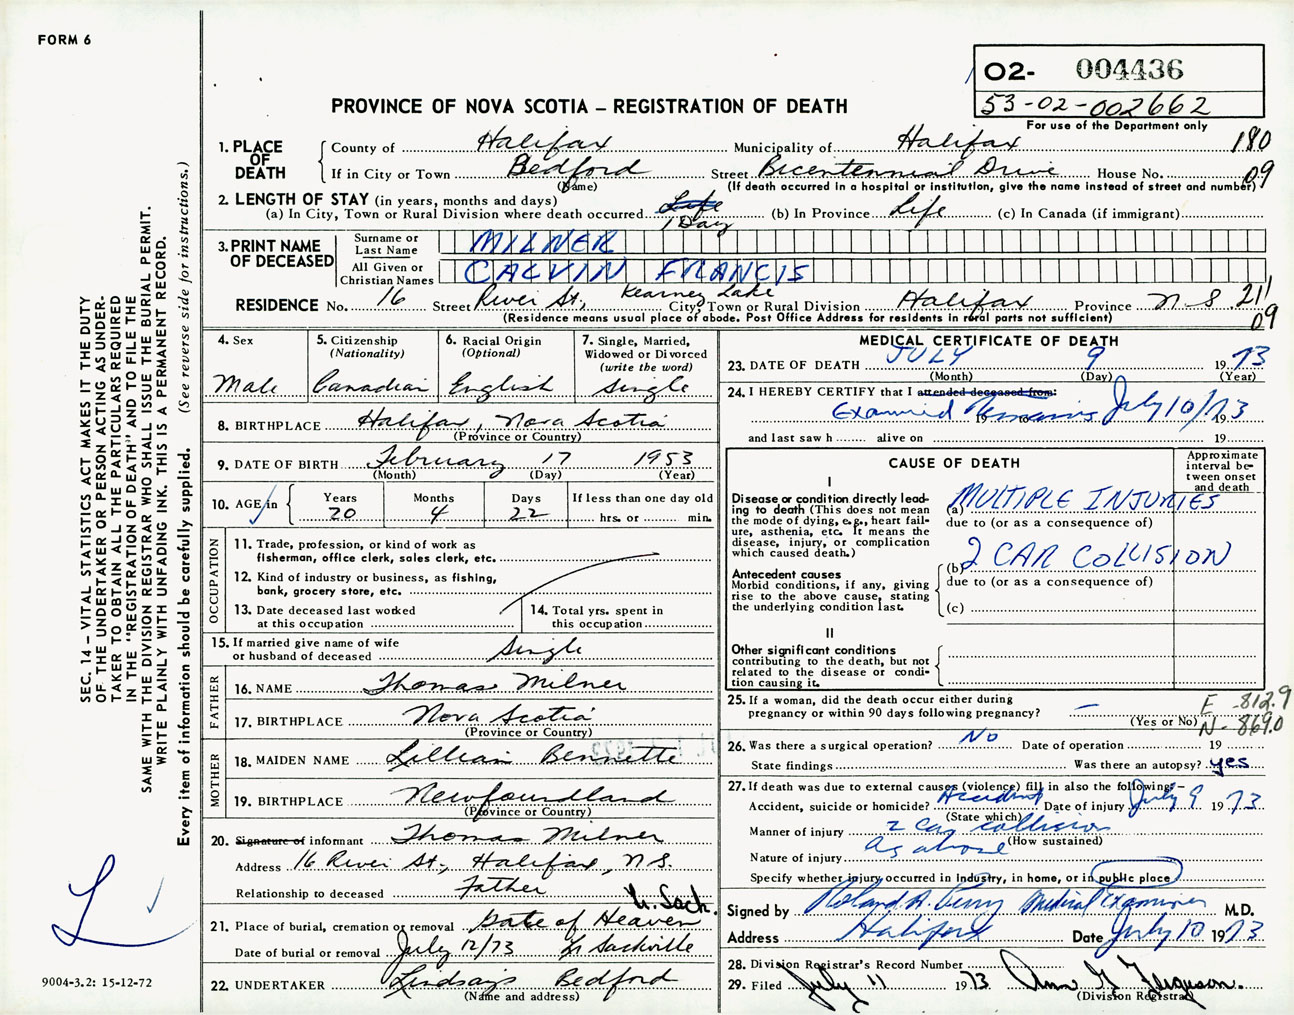 FORM 6
O2- 004436
53-02-002662
For use of the Department only
PROVINCE OF NOVA SCOTIA – REGISTRATION OF DEATH
SEC. 14 – VITAL STATISTICS ACT MAKES IT THE DUTY
OF THE UNDERTAKER OR PERSON ACTING AS UNDER-
TAKER TO OBTAIN ALL THE PARTICULARS REQUIRED
IN THE "REGISTRATION OF DEATH" AND TO FILE THE
SAME WITH THE DIVISION REGISTRAR WHO SHALL ISSUE THE BURIAL PERMIT.
WRITE PLAINLY WITH UNFADING INK. THIS IS A PERMANENT RECORD.
Every item of information should be carefully supplied. (See reverse side for instructions.)
L
9004-3.2: 15-12-72
1. PLACE OF DEATH
County of Halifax Municipality of Halifax 180
If in City or Town Bedford Street Bicentennial Drive House No. 09
(Name) (If death occurred in a hospital or institution, give the name instead of street and number)
2. LENGTH OF STAY (in years, months and days)
(a) In City, Town or Rural Division where death occurred Life (b) In Province Life (c) In Canada (if immigrant)
1 Day
3. PRINT NAME OF DECEASED
Surname or Last Name MILNER
All Given or Christian Names CALVIN FRANCIS
RESIDENCE No. 16 Street River St., Kearney Lake City, Town or Rural Division Halifax Province N.S. 211
(Residence means usual place of abode. Post Office Address for residents in rural parts not sufficient) 09
4. Sex Male
5. Citizenship (Nationality) Canadian
6. Racial Origin (Optional) English
7. Single, Married, Widowed or Divorced (write the word) Single
8. BIRTHPLACE Halifax, Nova Scotia
(Province or Country)
9. DATE OF BIRTH February 17 1953
(Month) (Day) (Year)
10. AGE in Years 20 Months 4 Days 22 If less than one day old hrs. or min.
OCCUPATION
11. Trade, profession, or kind of work as
fisherman, office clerk, sales clerk, etc.
12. Kind of industry or business, as fishing,
bank, grocery store, etc.
13. Date deceased last worked
at this occupation
14. Total yrs. spent in
this occupation
15. If married give name of wife
or husband of deceased Single
FATHER
16. NAME Thomas Milner
17. BIRTHPLACE Nova Scotia
(Province or Country)
MOTHER
18. MAIDEN NAME Lillian Bennette
19. BIRTHPLACE Newfoundland
(Province or Country)
20. Signature of informant Thomas Milner
Address 16 River St., Halifax, N.S.
Relationship to deceased Father
U. Sack.
21. Place of burial, cremation or removal Gate of Heaven
Date of burial or removal July 12/73 Lr Sackville
22. UNDERTAKER Lindsays Bedford
(Name and address)
MEDICAL CERTIFICATE OF DEATH
23. DATE OF DEATH JULY 9 1973
(Month) (Day) (Year)
24. I HEREBY CERTIFY that I attended deceased from:
Examined Remains July 10/73
19 to 19
and last saw h alive on 19
CAUSE OF DEATH
Approximate interval between onset and death
I
Disease or condition directly lead-
ing to death (This does not mean
the mode of dying, e.g., heart fail-
ure, asthenia, etc. It means the
disease, injury, or complication
which caused death.)
(a) MULTIPLE INJURIES
due to (or as a consequence of)
Antecedent causes
Morbid conditions, if any, giving
rise to the above cause, stating
the underlying condition last.
(b) 2 CAR COLLISION
due to (or as a consequence of)
(c)
II
Other significant conditions
contributing to the death, but not
related to the disease or condi-
tion causing it.
25. If a woman, did the death occur either during
pregnancy or within 90 days following pregnancy? –
(Yes or No)
E -812.9
N- 869.0
26. Was there a surgical operation? No Date of operation 19
State findings Was there an autopsy? yes
27. If death was due to external causes (violence) fill in also the following:–
Accident, suicide or homicide? Accident Date of injury July 9 1973
(State which)
Manner of injury 2 car collision
(How sustained)
Nature of injury As above
Specify whether injury occurred in industry, in home, or in public place
Signed by Roland A. Perry Medical Examiner M.D.
Address Date July 10 1973
28. Division Registrar's Record Number
29. Filed July 11 1973 Ann G. Ferguson.
(Division Registrar)